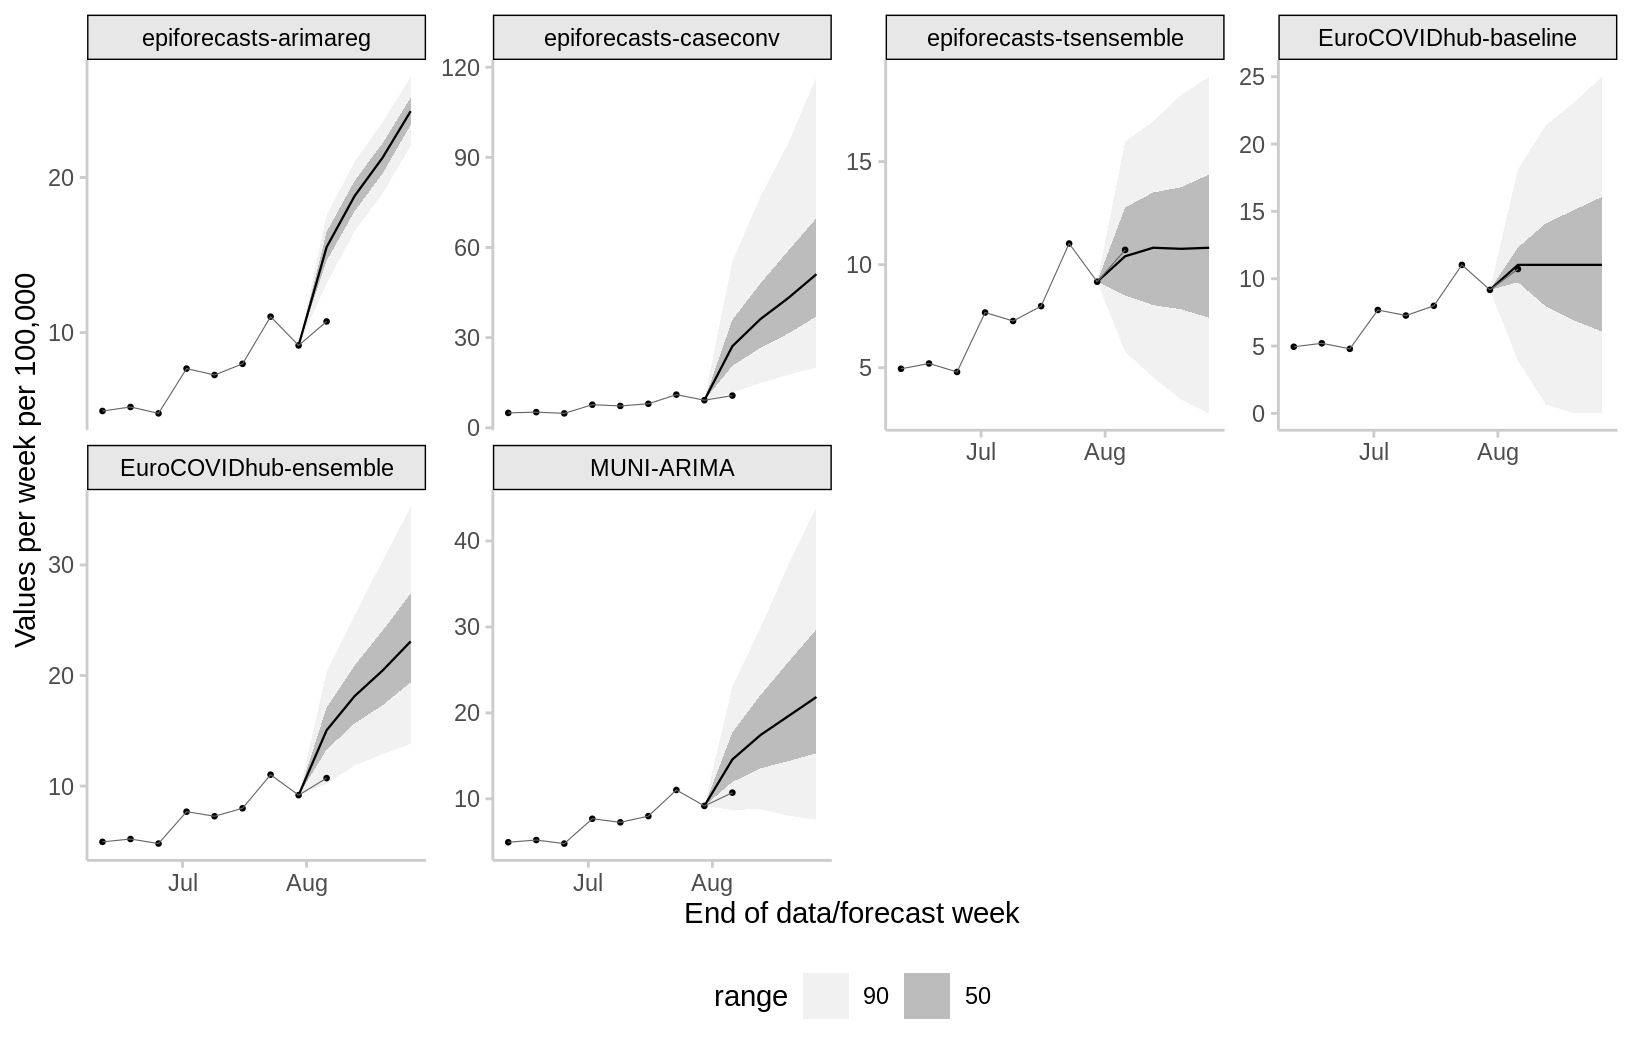 epiforecasts-arimareg
epiforecasts-caseconv
epiforecasts-tsensemble
EuroCOVIDhub-baseline
20
10
120
90
60
30
0
15
10
5
Jul Aug
25
20
15
10
5
0
Jul Aug
Values per week per 100,000
EuroCOVIDhub-ensemble
MUNI-ARIMA
30
20
10
Jul Aug
40
30
20
10
Jul Aug
End of data/forecast week
range 90 50